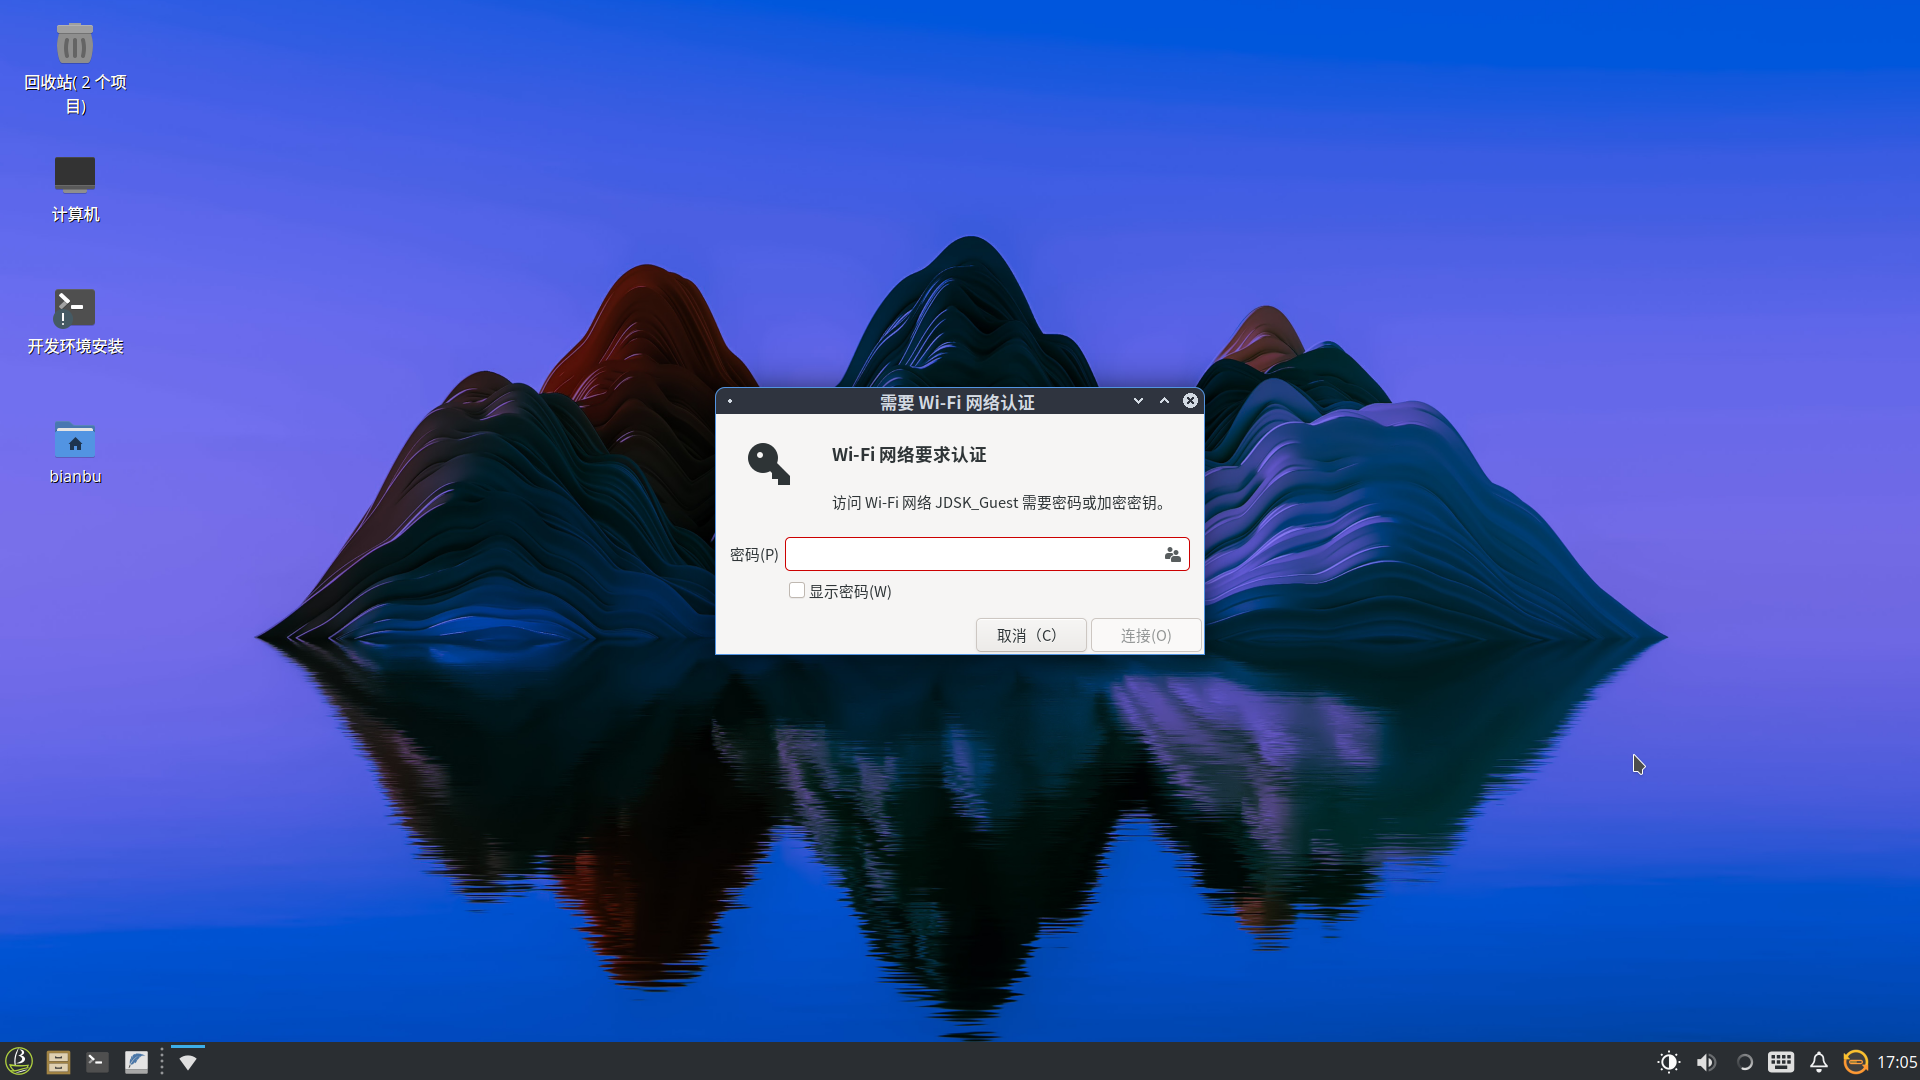 回收站( 2 个项
目)
计算机
开发环境安装
bianbu
需要 Wi-Fi 网络认证
Wi-Fi 网络要求认证
访问 Wi-Fi 网络 JDSK_Guest 需要密码或加密密钥。
密码(P)
显示密码(W)
取消（C） 连接(O)
17:05